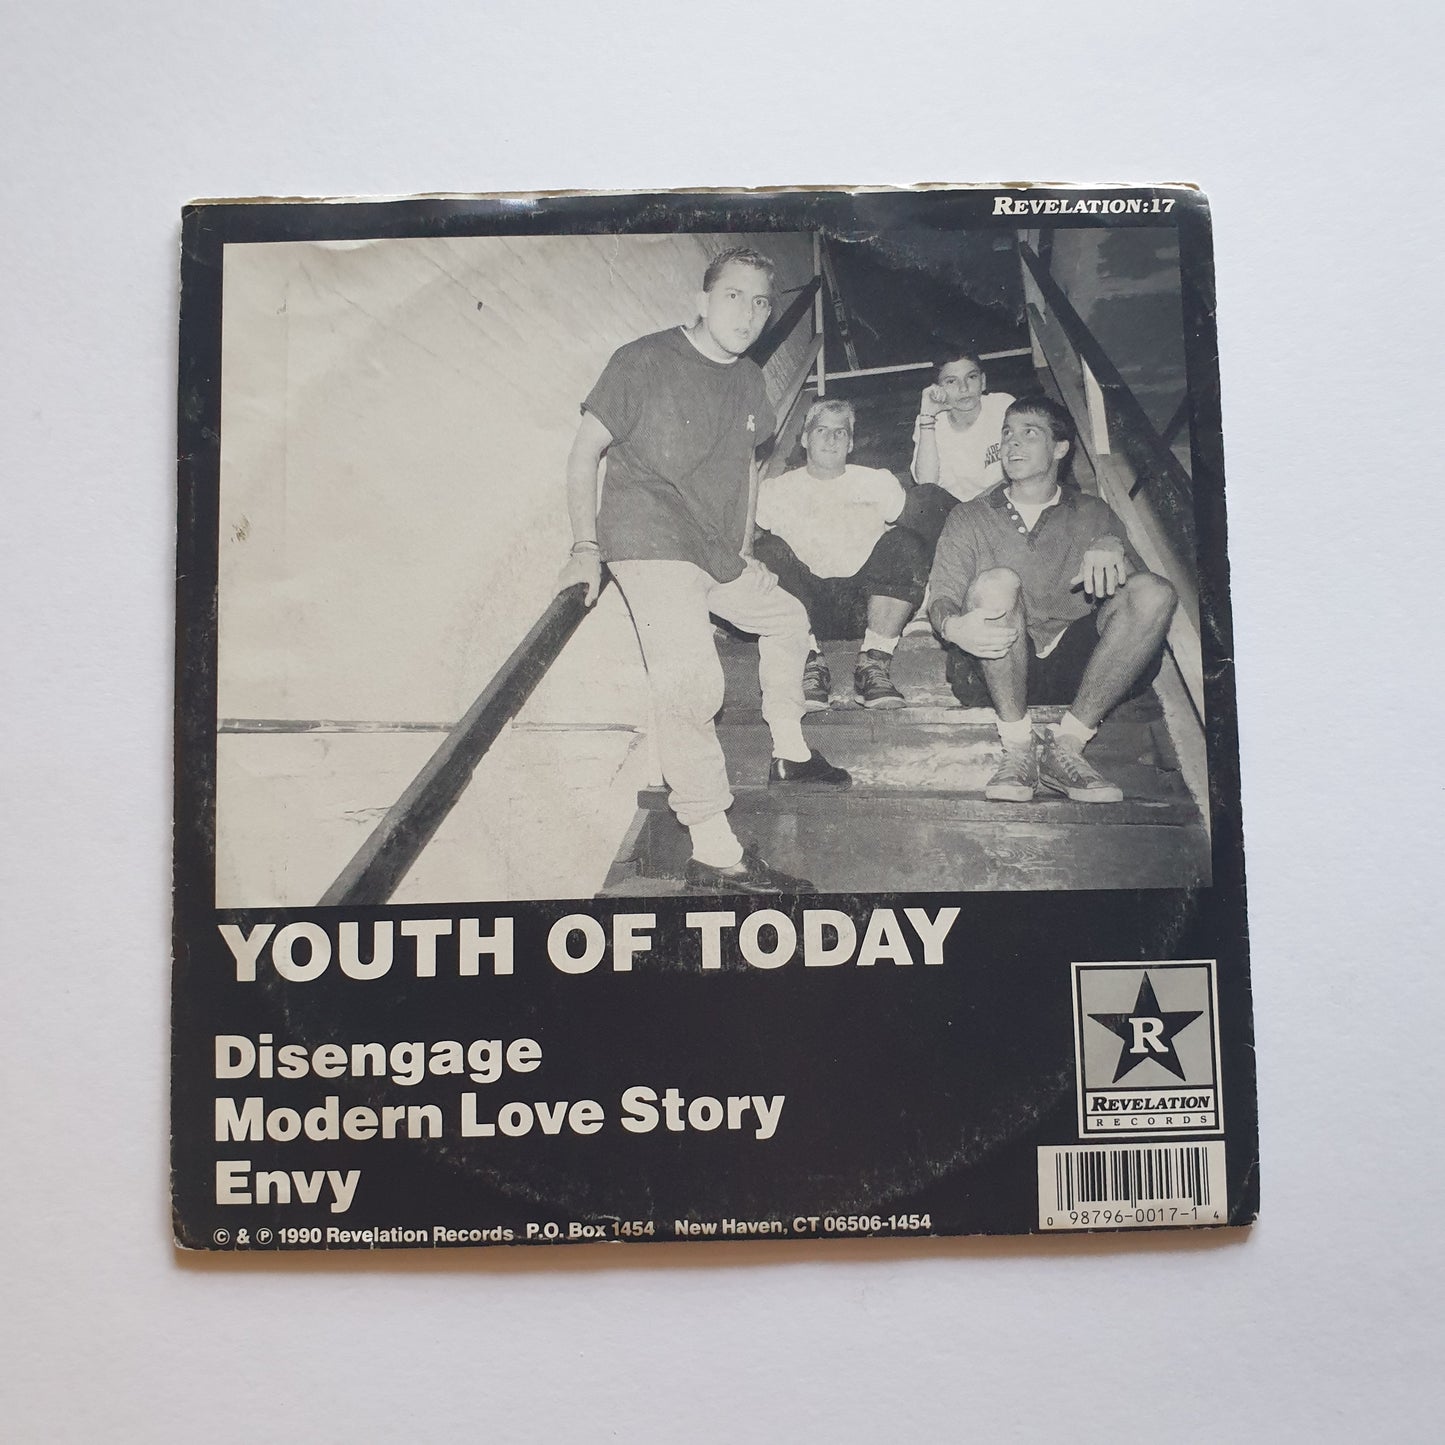 REVELATION:17
YOUTH OF TODAY
Disengage
Modern Love Story
Envy
R
REVELATION
RECORDS
© & ℗ 1990 Revelation Records P.O. Box 1454 New Haven, CT 06506-1454
0 98796-0017-1 4